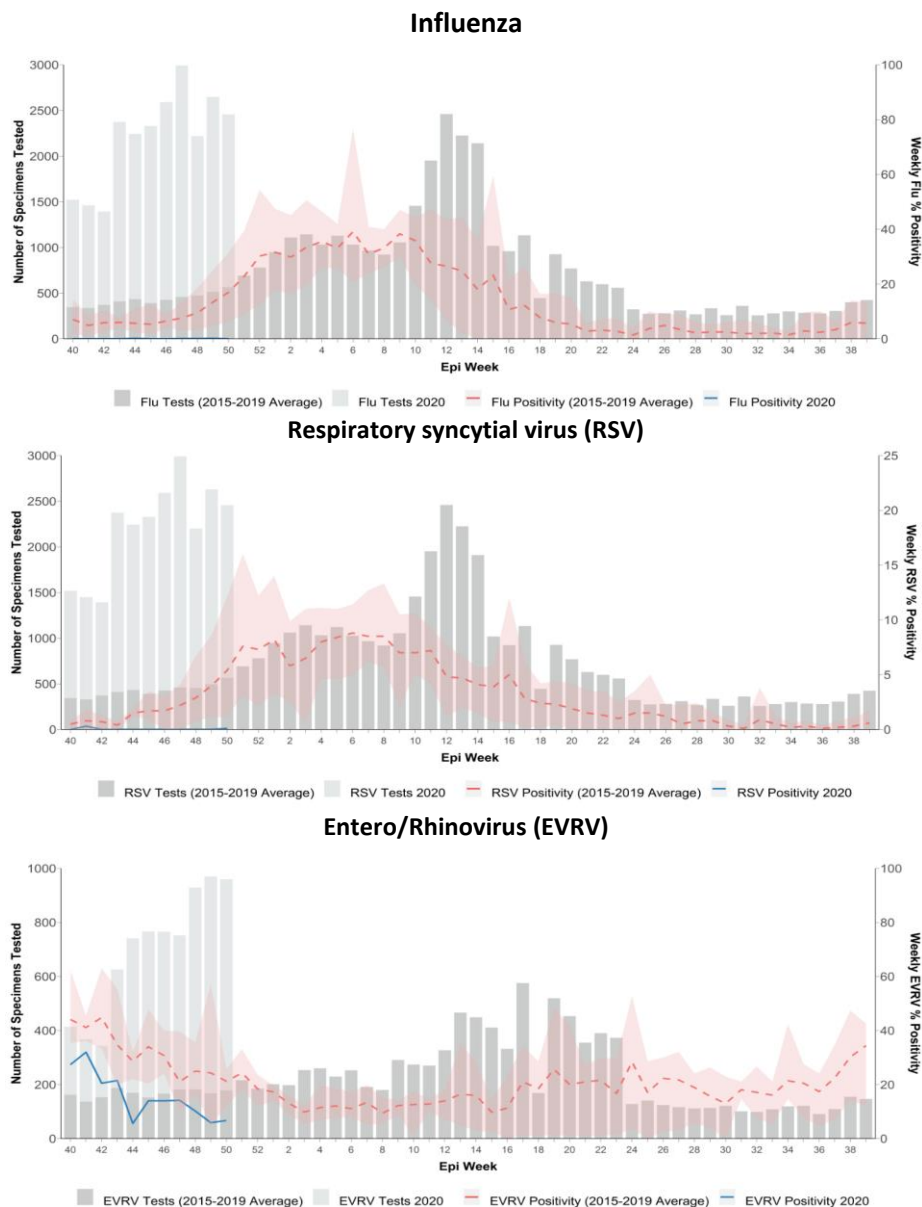 Influenza
3000
2500
2000
1500
1000
500
0
Number of Specimens Tested
100
80
60
40
20
0
Weekly Flu % Positivity
40 42 44 46 48 50 52 2 4 6 8 10 12 14 16 18 20 22 24 26 28 30 32 34 36 38
Epi Week
Flu Tests (2015-2019 Average) Flu Tests 2020 Flu Positivity (2015-2019 Average) Flu Positivity 2020
Respiratory syncytial virus (RSV)
3000
2500
2000
1500
1000
500
0
Number of Specimens Tested
25
20
15
10
5
0
Weekly RSV % Positivity
40 42 44 46 48 50 52 2 4 6 8 10 12 14 16 18 20 22 24 26 28 30 32 34 36 38
Epi Week
RSV Tests (2015-2019 Average) RSV Tests 2020 RSV Positivity (2015-2019 Average) RSV Positivity 2020
Entero/Rhinovirus (EVRV)
1000
800
600
400
200
0
Number of Specimens Tested
100
80
60
40
20
0
Weekly EVRV % Positivity
40 42 44 46 48 50 52 2 4 6 8 10 12 14 16 18 20 22 24 26 28 30 32 34 36 38
Epi Week
EVRV Tests (2015-2019 Average) EVRV Tests 2020 EVRV Positivity (2015-2019 Average) EVRV Positivity 2020